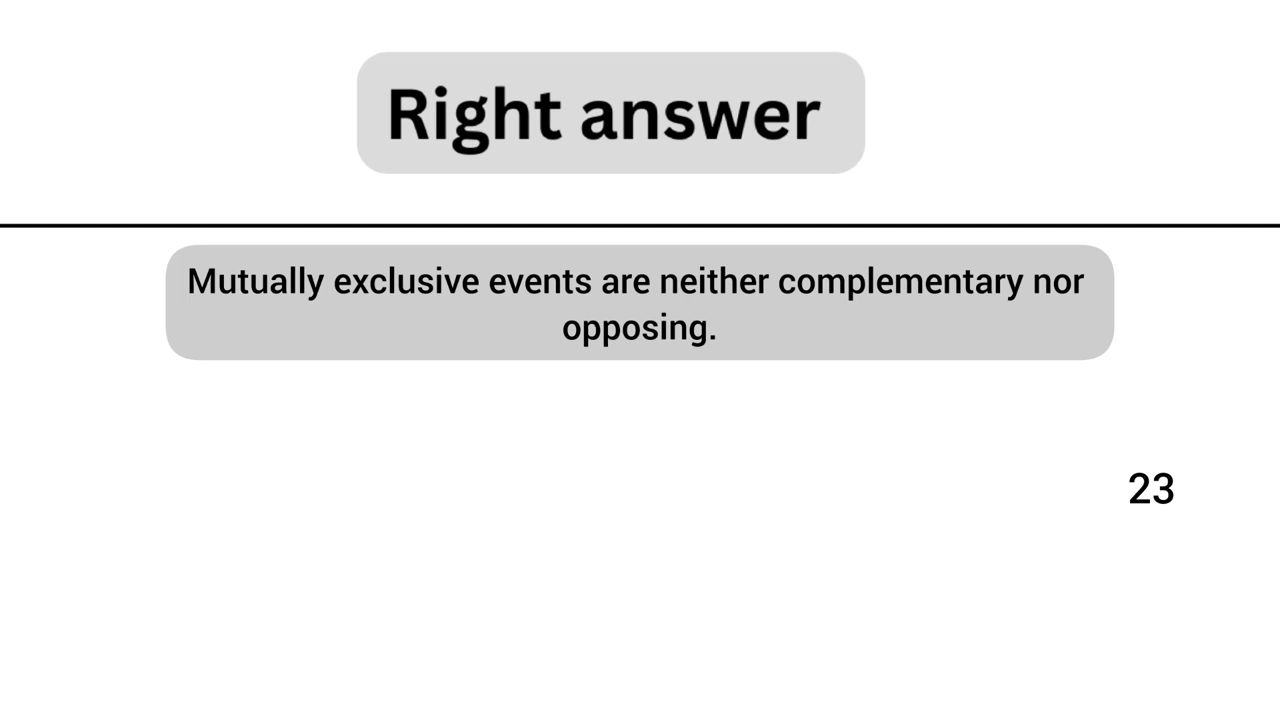 Right answer
Mutually exclusive events are neither complementary nor
opposing.
23